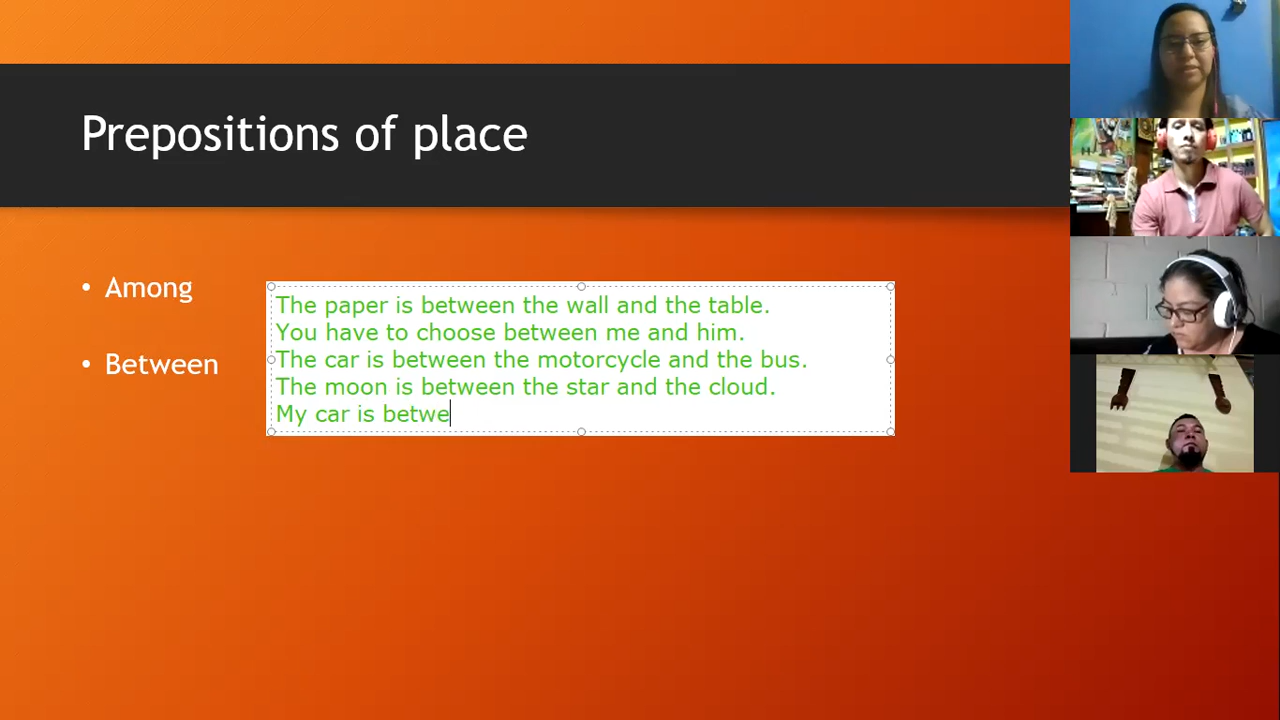 Prepositions of place
• Among
• Between
The paper is between the wall and the table.
You have to choose between me and him.
The car is between the motorcycle and the bus.
The moon is between the star and the cloud.
My car is betwe